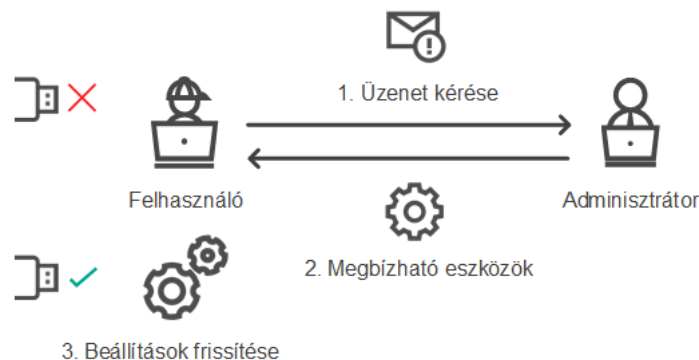 1. Üzenet kérése
Felhasználó
Adminisztrátor
2. Megbízható eszközök
3. Beállítások frissítése